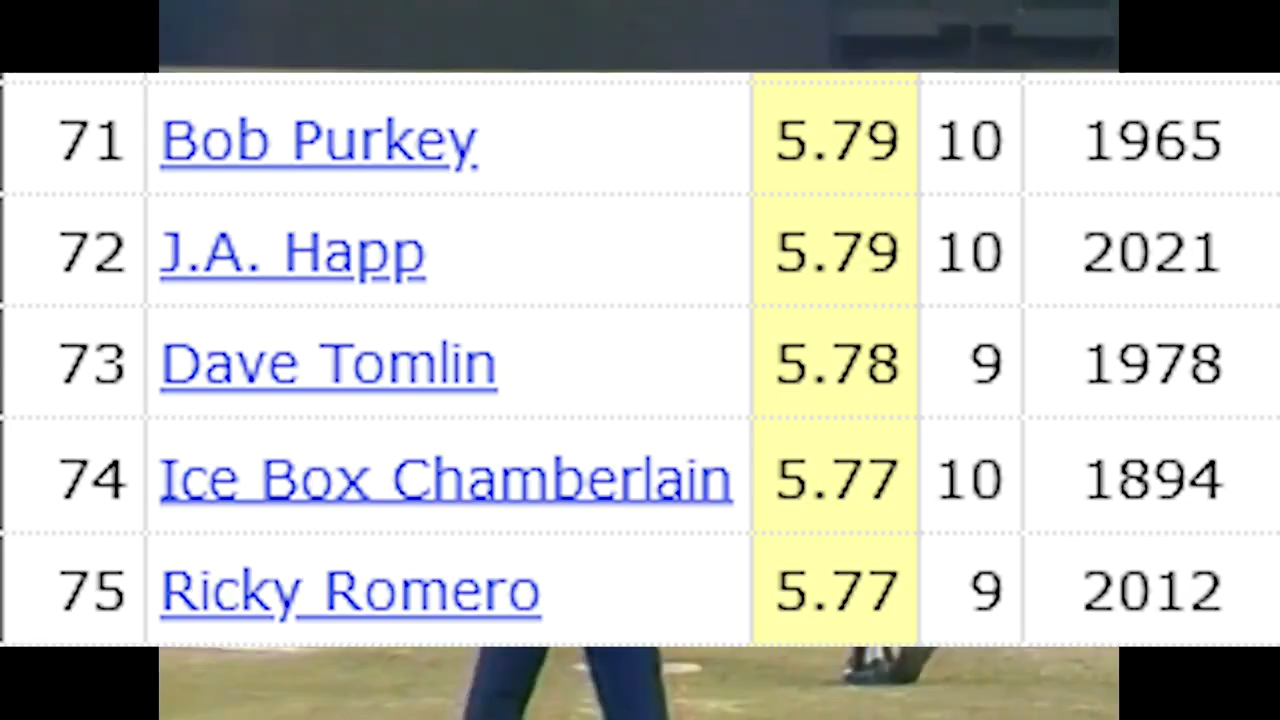 71 Bob Purkey 5.79 10 1965
72 J.A. Happ 5.79 10 2021
73 Dave Tomlin 5.78 9 1978
74 Ice Box Chamberlain 5.77 10 1894
75 Ricky Romero 5.77 9 2012